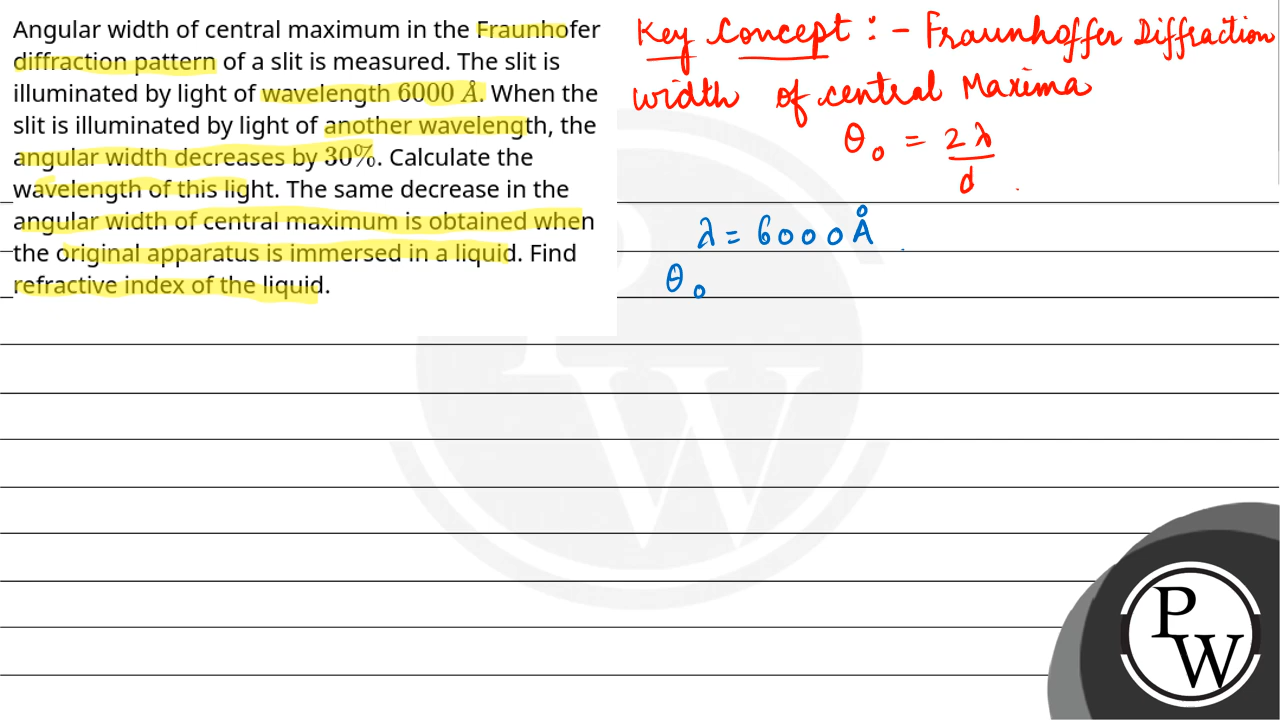 Angular width of central maximum in the Fraunhofer
diffraction pattern of a slit is measured. The slit is
illuminated by light of wavelength 6000 Å. When the
slit is illuminated by light of another wavelength, the
angular width decreases by 30%. Calculate the
wavelength of this light. The same decrease in the
angular width of central maximum is obtained when
the original apparatus is immersed in a liquid. Find
refractive index of the liquid.
Key Concept :- Fraunhoffer Diffraction
width of central Maxima
θ₀ = 2λ/d
λ = 6000 Å
θ₀
P
W